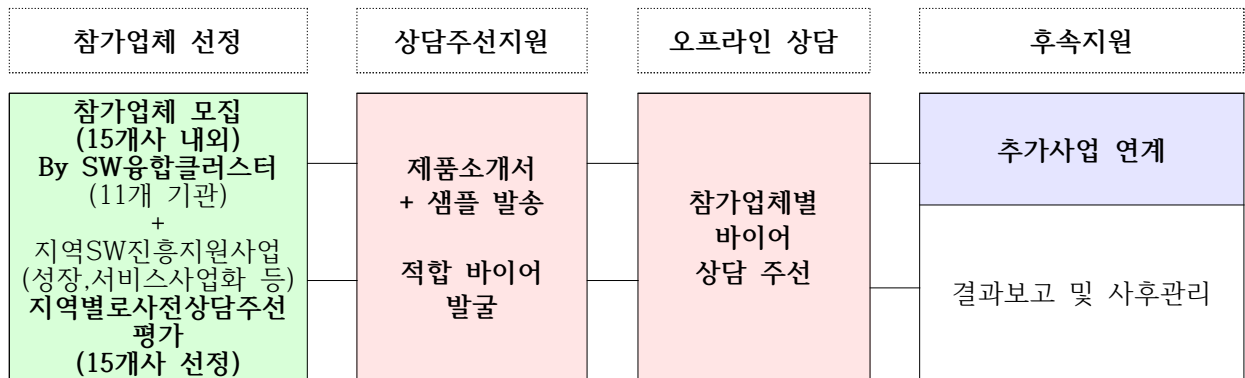 참가업체 선정
상담주선지원
오프라인 상담
후속지원
참가업체 모집
(15개사 내외)
By SW융합클러스터
(11개 기관)
+
지역SW진흥지원사업
(성장,서비스사업화 등)
지역별로사전상담주선
평가
(15개사 선정)
제품소개서
+ 샘플 발송
적합 바이어
발굴
참가업체별
바이어
상담 주선
추가사업 연계
결과보고 및 사후관리